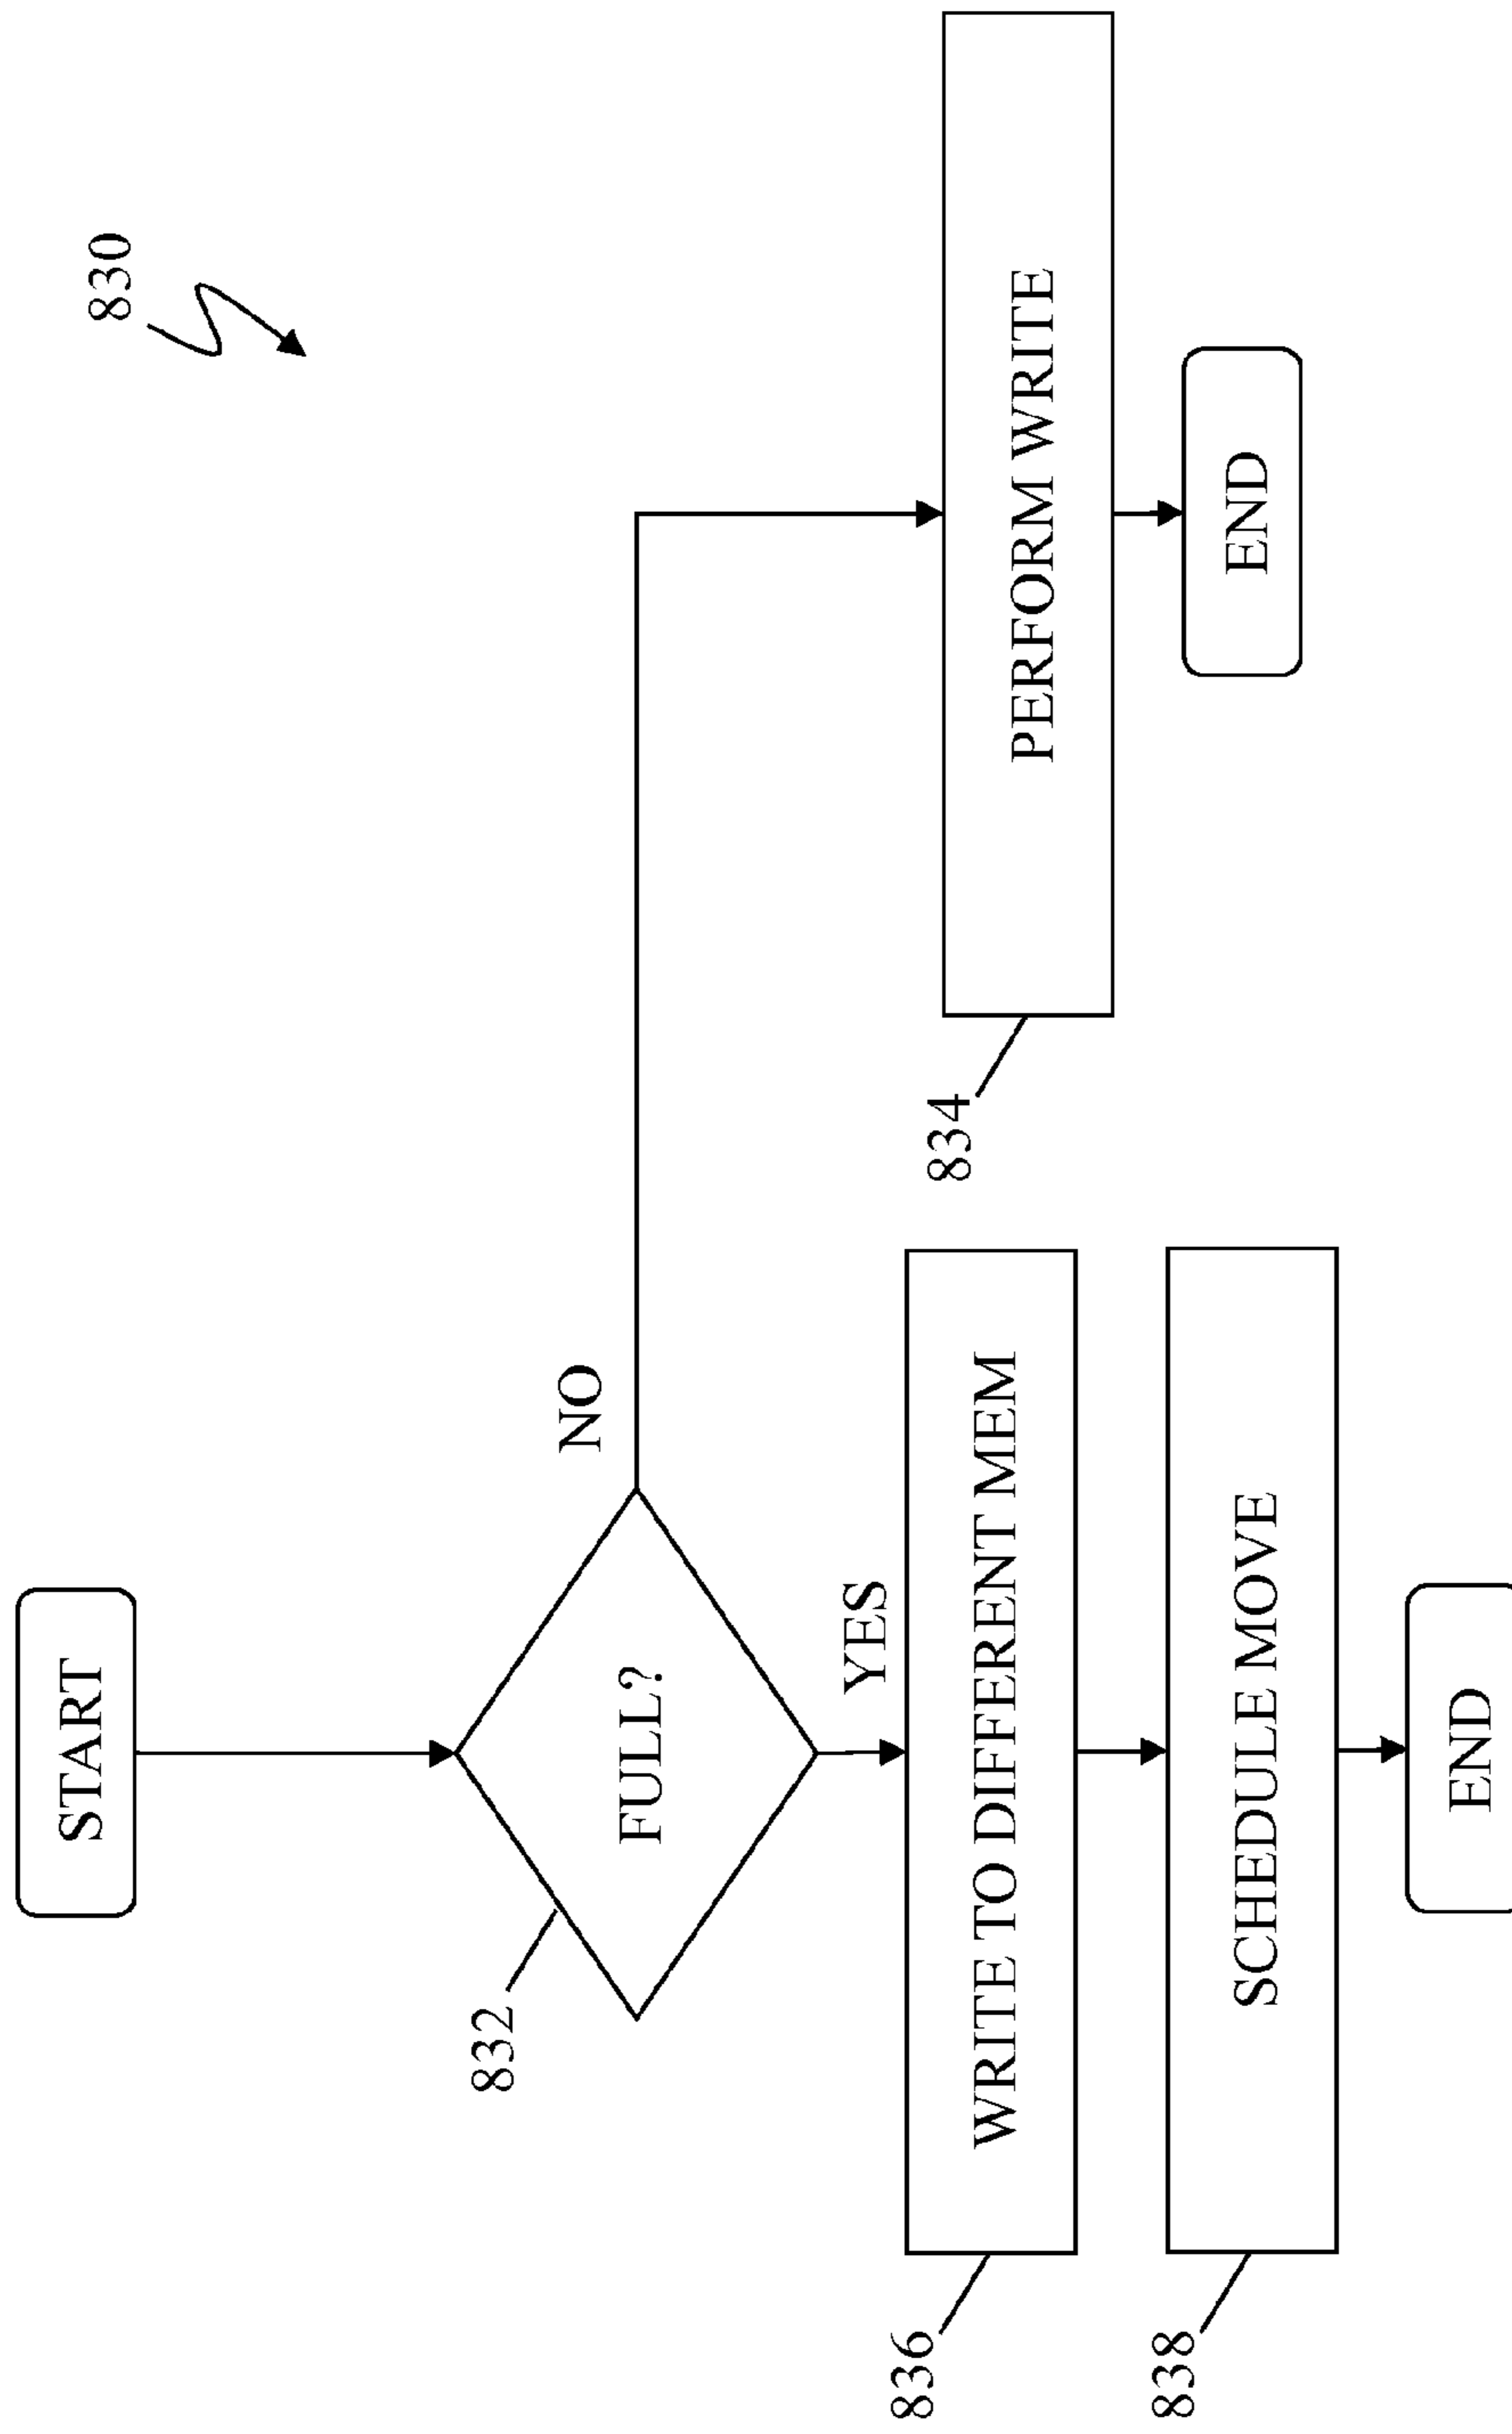 830
START
832
FULL?
NO
YES
836
WRITE TO DIFFERENT MEM
834
PERFORM WRITE
838
SCHEDULE MOVE
END
END